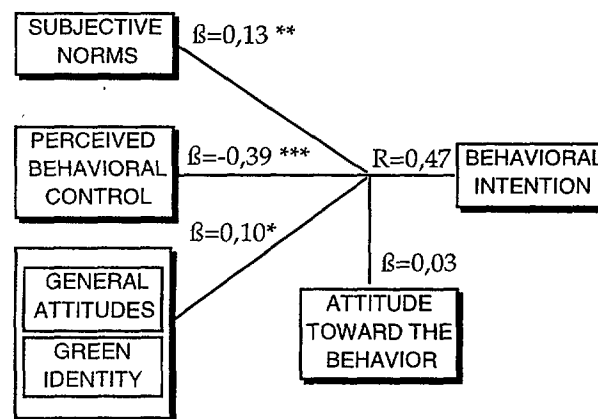 SUBJECTIVE
NORMS
ß=0,13 **
PERCEIVED
BEHAVIORAL
CONTROL
ß=-0,39 ***
R=0,47
BEHAVIORAL
INTENTION
ß=0,10*
GENERAL
ATTITUDES
GREEN
IDENTITY
ß=0,03
ATTITUDE
TOWARD THE
BEHAVIOR